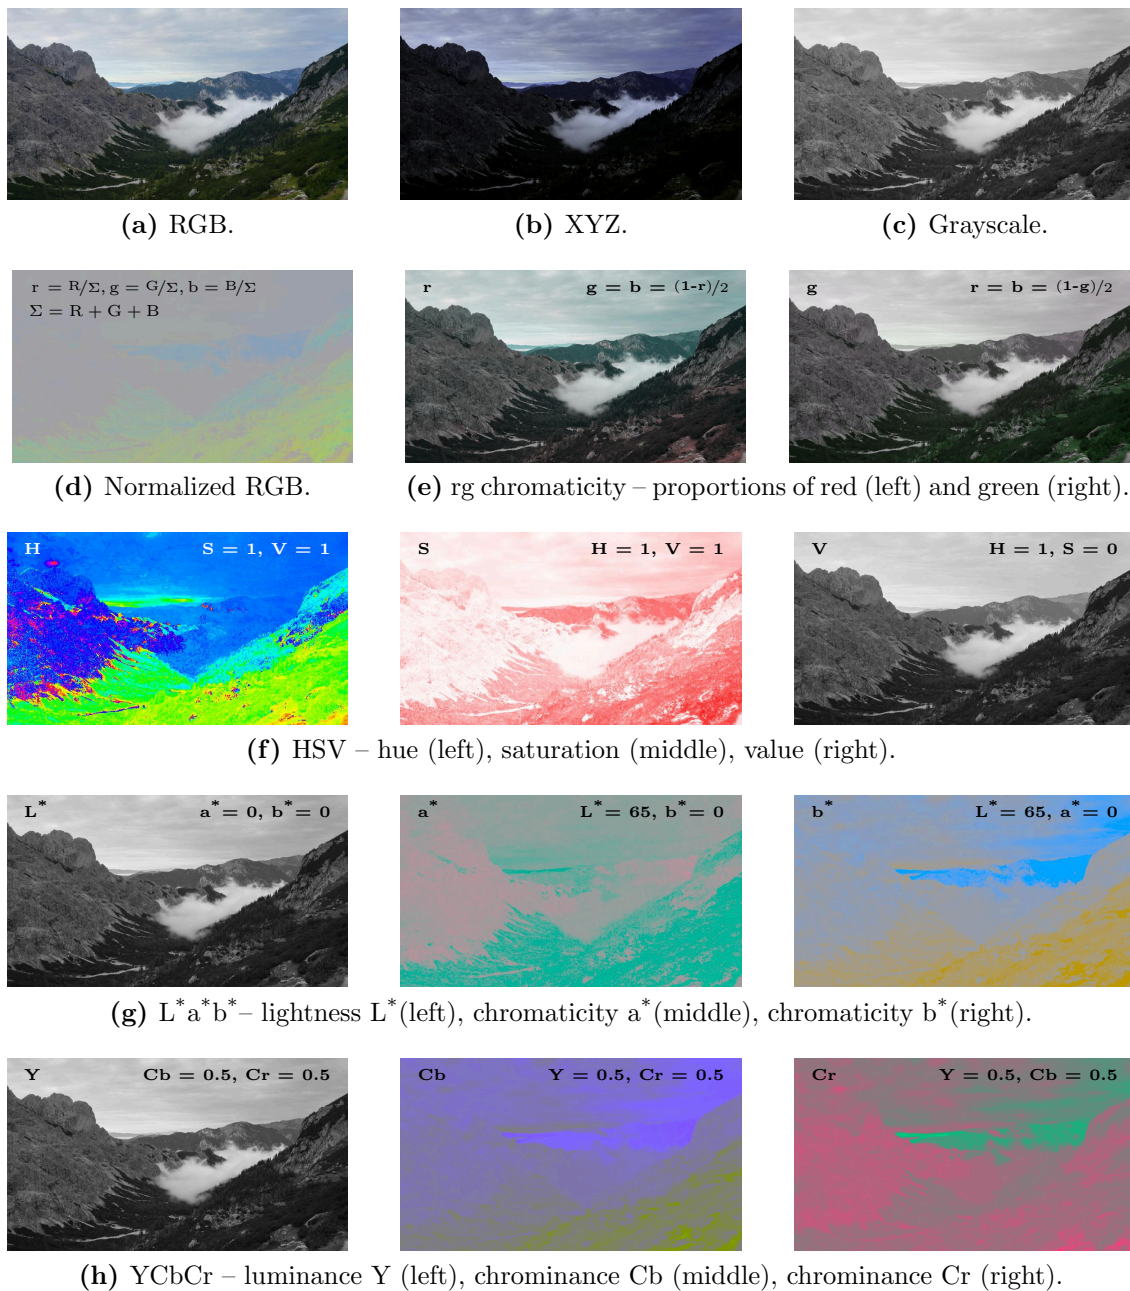 (a) RGB.
(b) XYZ.
(c) Grayscale.
r = R/Σ, g = G/Σ, b = B/Σ
Σ = R + G + B
r
g = b = (1-r)/2
g
r = b = (1-g)/2
(d) Normalized RGB.
(e) rg chromaticity – proportions of red (left) and green (right).
H
S = 1, V = 1
S
H = 1, V = 1
V
H = 1, S = 0
(f) HSV – hue (left), saturation (middle), value (right).
L*
a*= 0, b*= 0
a*
L*= 65, b*= 0
b*
L*= 65, a*= 0
(g) L*a*b*– lightness L*(left), chromaticity a*(middle), chromaticity b*(right).
Y
Cb = 0.5, Cr = 0.5
Cb
Y = 0.5, Cr = 0.5
Cr
Y = 0.5, Cb = 0.5
(h) YCbCr – luminance Y (left), chrominance Cb (middle), chrominance Cr (right).